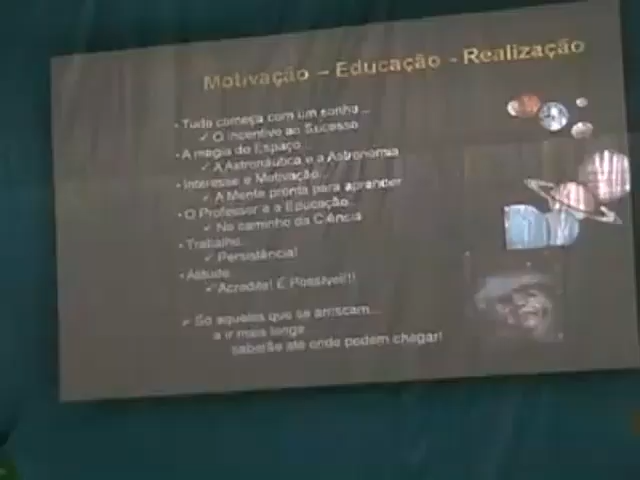 Motivação – Educação - Realização
• Tudo começa com um sonho...
✓ O Incentivo ao Sucesso
• A magia do Espaço...
✓ A Astronáutica e a Astronomia
• Interesse e Motivação...
✓ A Mente pronta para aprender
• O Professor e a Educação...
✓ No caminho da Ciência
• Trabalho...
✓ Persistência!
• Atitude...
✓ Acredite! É Possível!!!
✓ Só aqueles que se arriscam...
a ir mais longe
saberão até onde podem chegar!